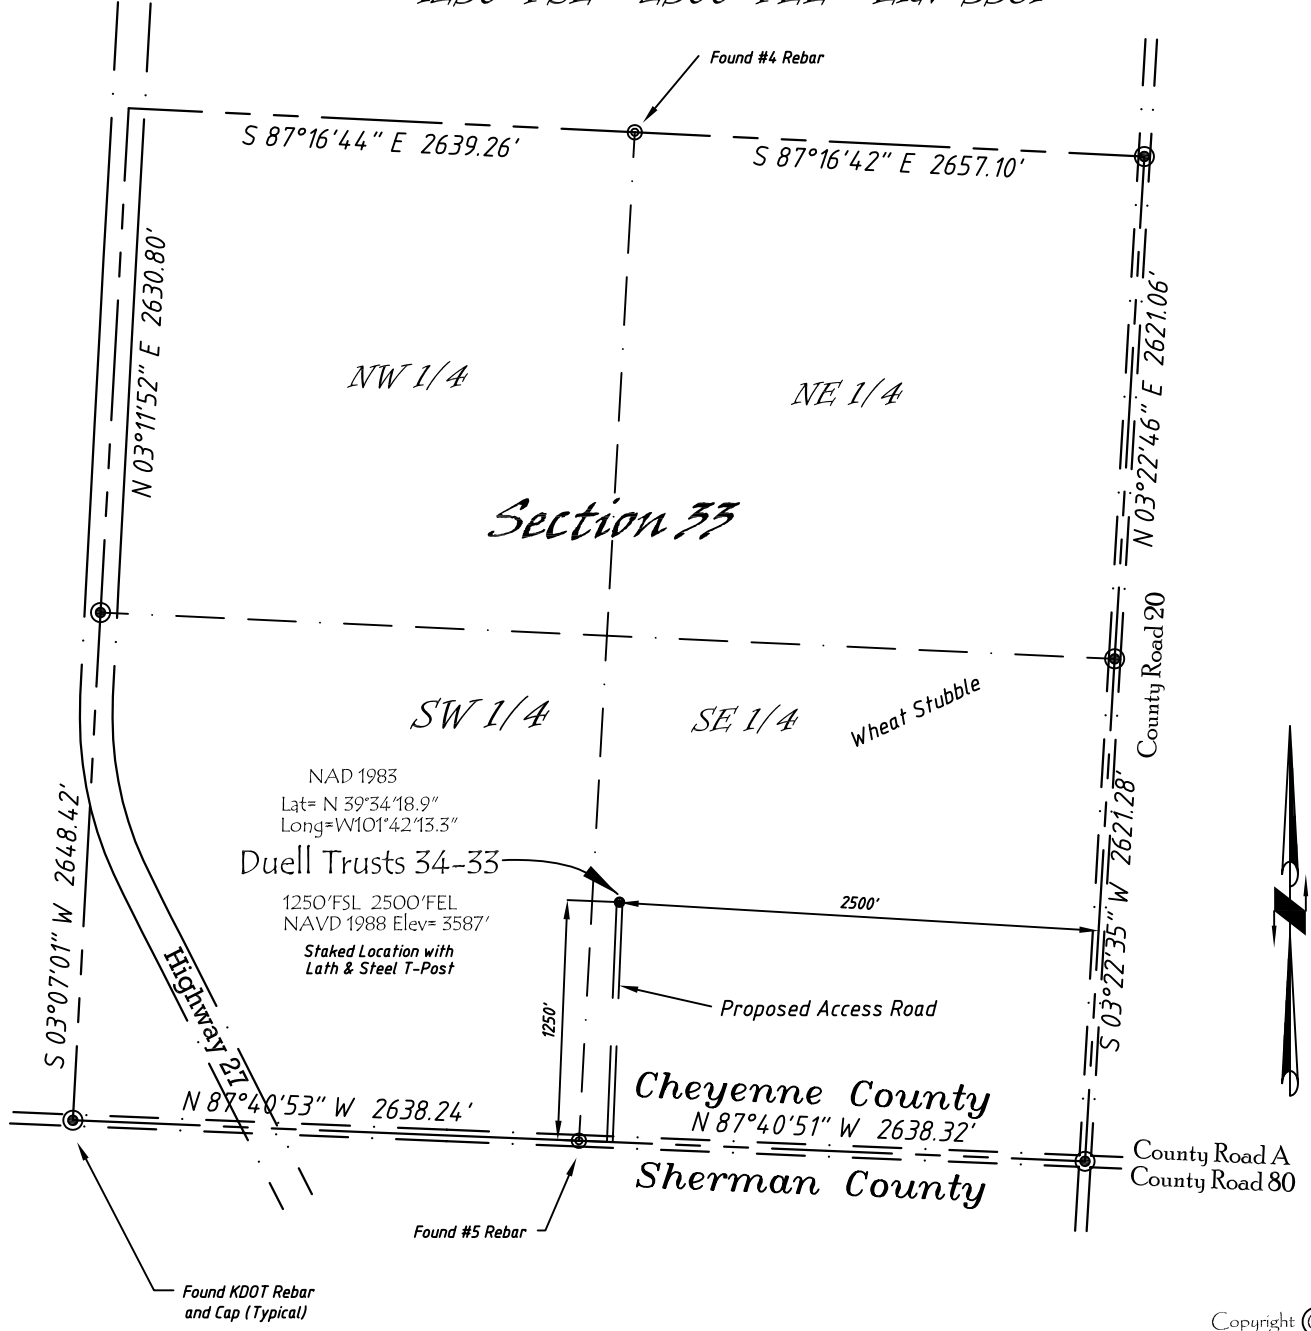 Found #4 Rebar
S 87°16'44" E 2639.26'
S 87°16'42" E 2657.10'
N 03°11'52" E 2630.80'
N 03°22'46" E 2621.06'
NW 1/4
NE 1/4
Section 33
County Road 20
SW 1/4
SE 1/4
Wheat Stubble
NAD 1983
Lat= N 39°34'18.9"
Long=W101°42'13.3"
Duell Trusts 34-33
1250'FSL 2500'FEL
NAVD 1988 Elev= 3587'
Staked Location with
Lath & Steel T-Post
2500'
1250'
S 03°07'01" W 2648.42'
S 03°22'35" W 2621.28'
Highway 27
Proposed Access Road
Cheyenne County
N 87°40'53" W 2638.24'
N 87°40'51" W 2638.32'
Sherman County
County Road A
County Road 80
Found #5 Rebar
Found KDOT Rebar
and Cap (Typical)
Copyright